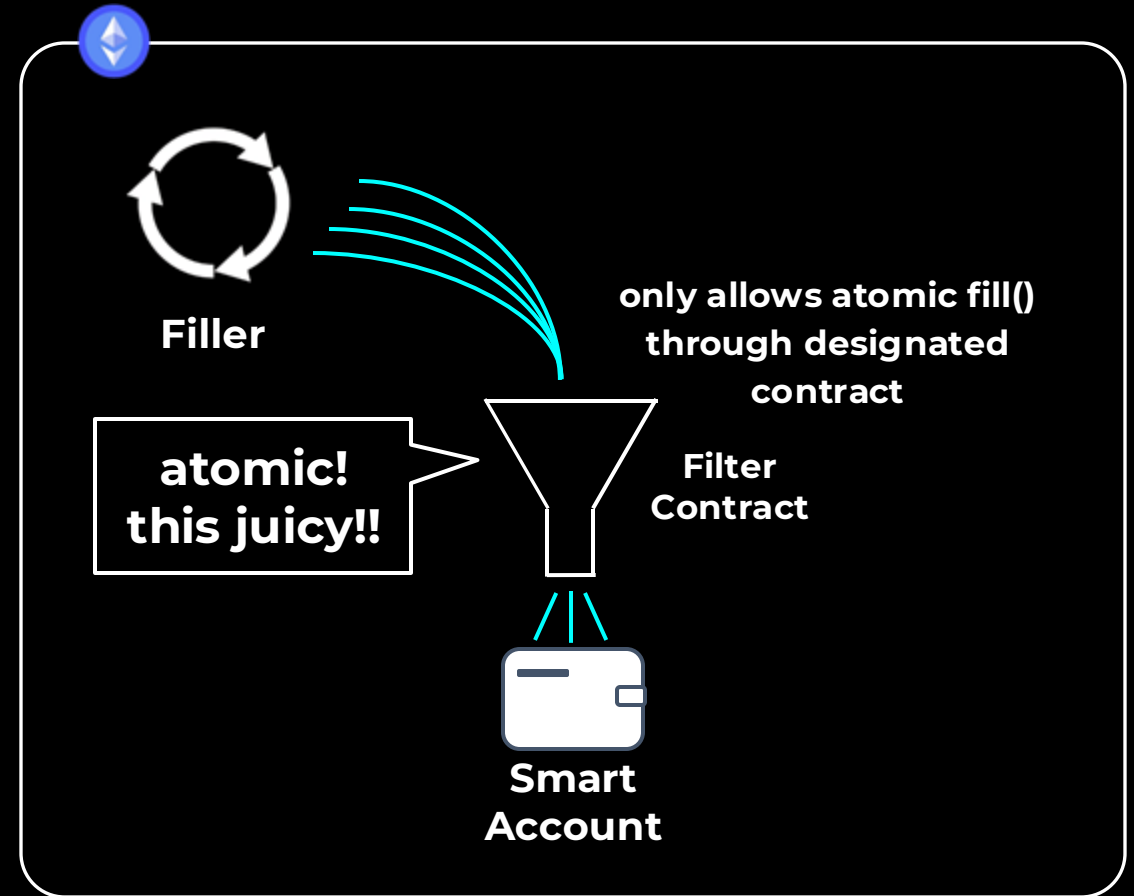 Filler
only allows atomic fill()
through designated
contract
atomic!
this juicy!!
Filter
Contract
Smart
Account